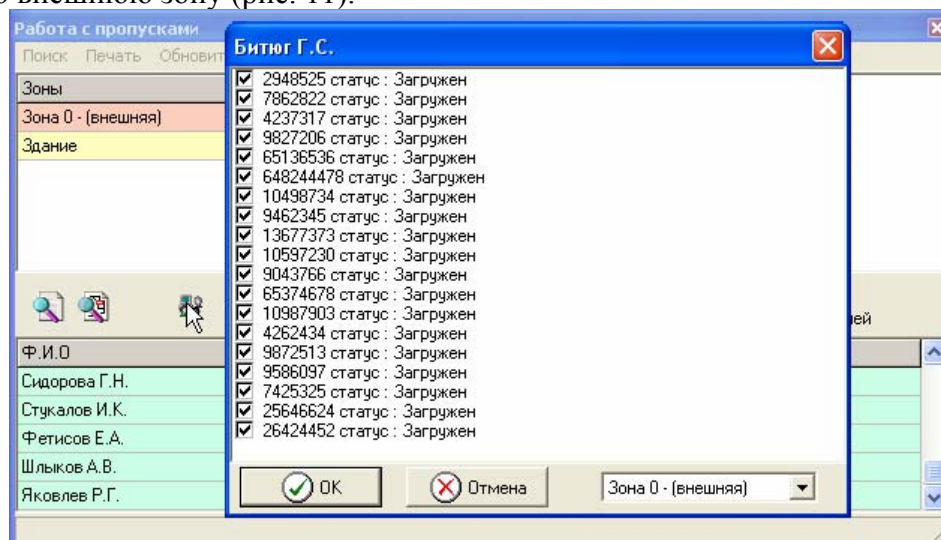 внешнюю зону (рис. 11).
Работа с пропусками
Поиск Печать Обновит
Зоны
Зона 0 - (внешняя)
Здание
Битюг Г.С.
2948525 статус : Загружен
7862822 статус : Загружен
4237317 статус : Загружен
9827206 статус : Загружен
65136536 статус : Загружен
648244478 статус : Загружен
10498734 статус : Загружен
9462345 статус : Загружен
13677373 статус : Загружен
10597230 статус : Загружен
9043766 статус : Загружен
65374678 статус : Загружен
10987903 статус : Загружен
4262434 статус : Загружен
9872513 статус : Загружен
9586097 статус : Загружен
7425325 статус : Загружен
25646624 статус : Загружен
26424452 статус : Загружен
OK Отмена Зона 0 - (внешняя)
лей
Ф.И.О
Сидорова Г.Н.
Стукалов И.К.
Фетисов Е.А.
Шлыков А.В.
Яковлев Р.Г.